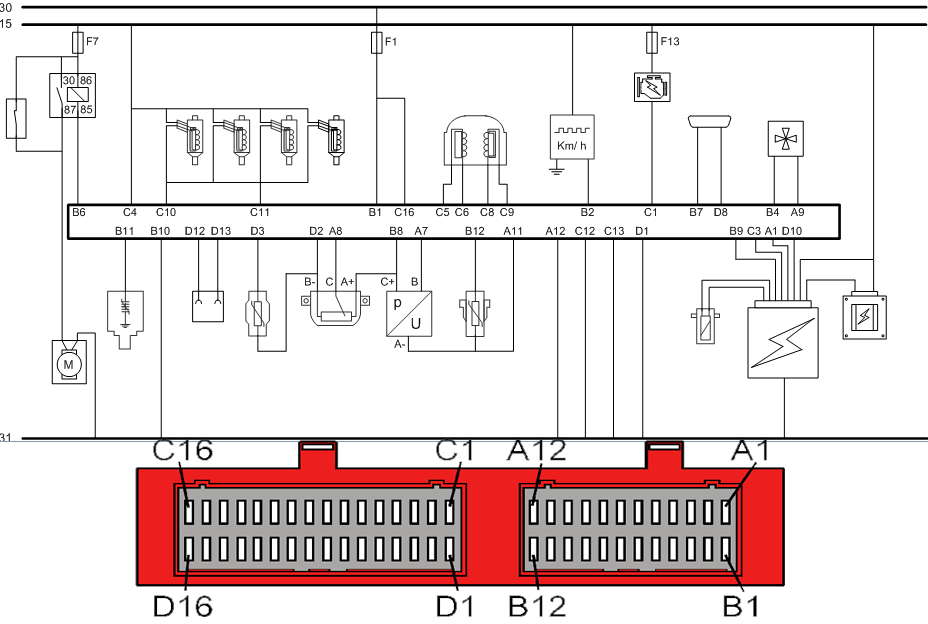 30
15
F7
F1
F13
30 86
87 85
Km/ h
B6 C4 C10 C11 B1 C16 C5 C6 C8 C9 B2 C1 B7 D8 B4 A9
B11 B10 D12 D13 D3 D2 A8 B8 A7 B12 A11 A12 C12 C13 D1 B9 C3 A1 D10
B- C A+ C+ B
p
U
A-
M
31
C16 C1 A12 A1
D16 D1 B12 B1